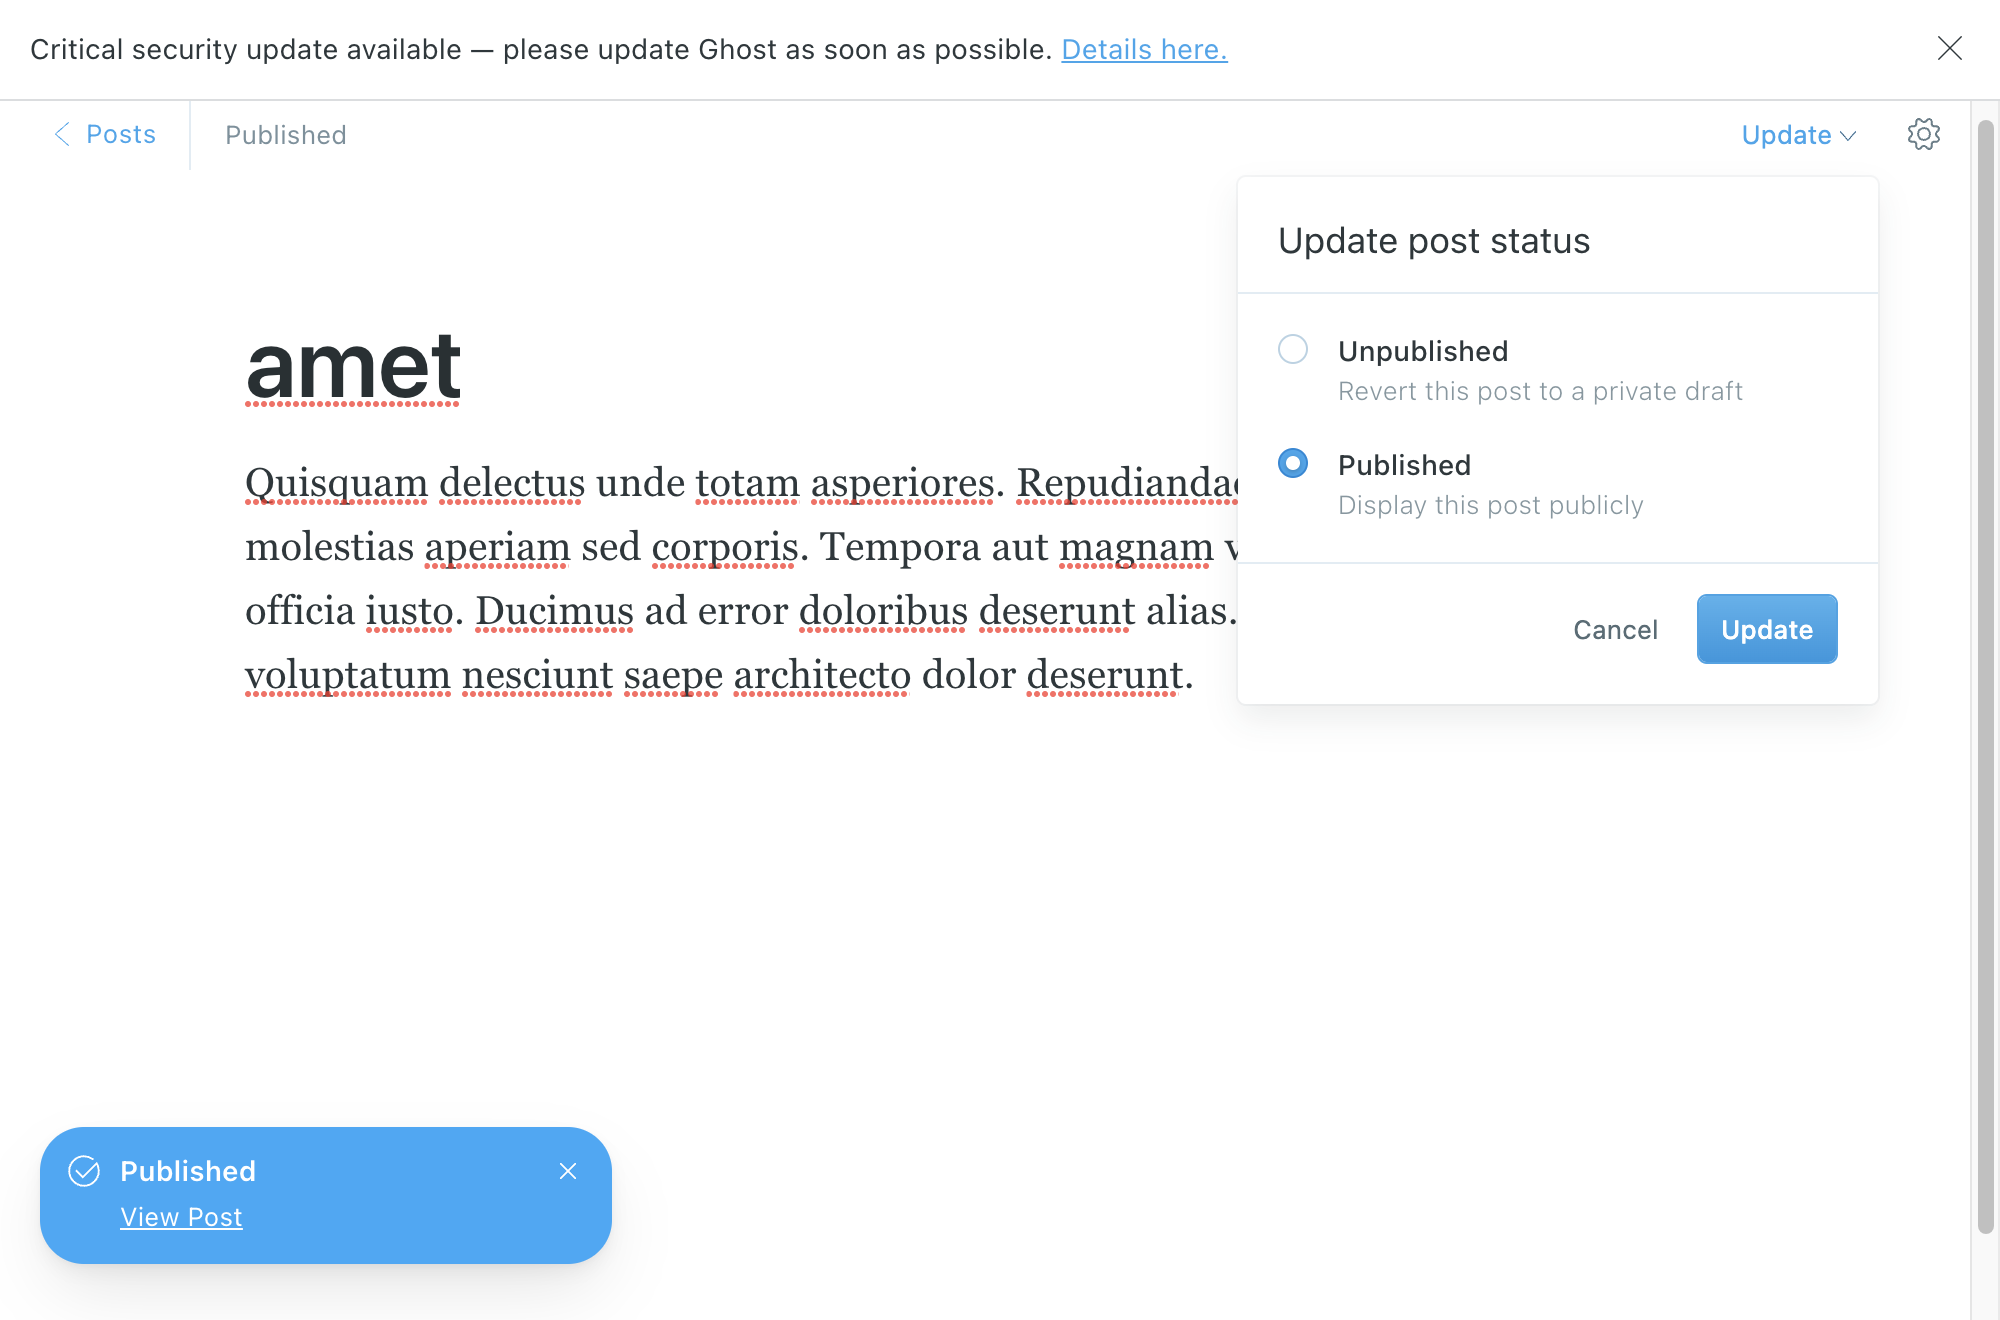 Critical security update available — please update Ghost as soon as possible. Details here.
Posts
Published
Update
Update post status
Unpublished
Revert this post to a private draft
Published
Display this post publicly
Cancel
Update
amet
Quisquam delectus unde totam asperiores.
molestias aperiam sed corporis. Tempora aut magnam
officia iusto. Ducimus ad error doloribus deserunt alias.
voluptatum nesciunt saepe architecto dolor deserunt.
Published
View Post